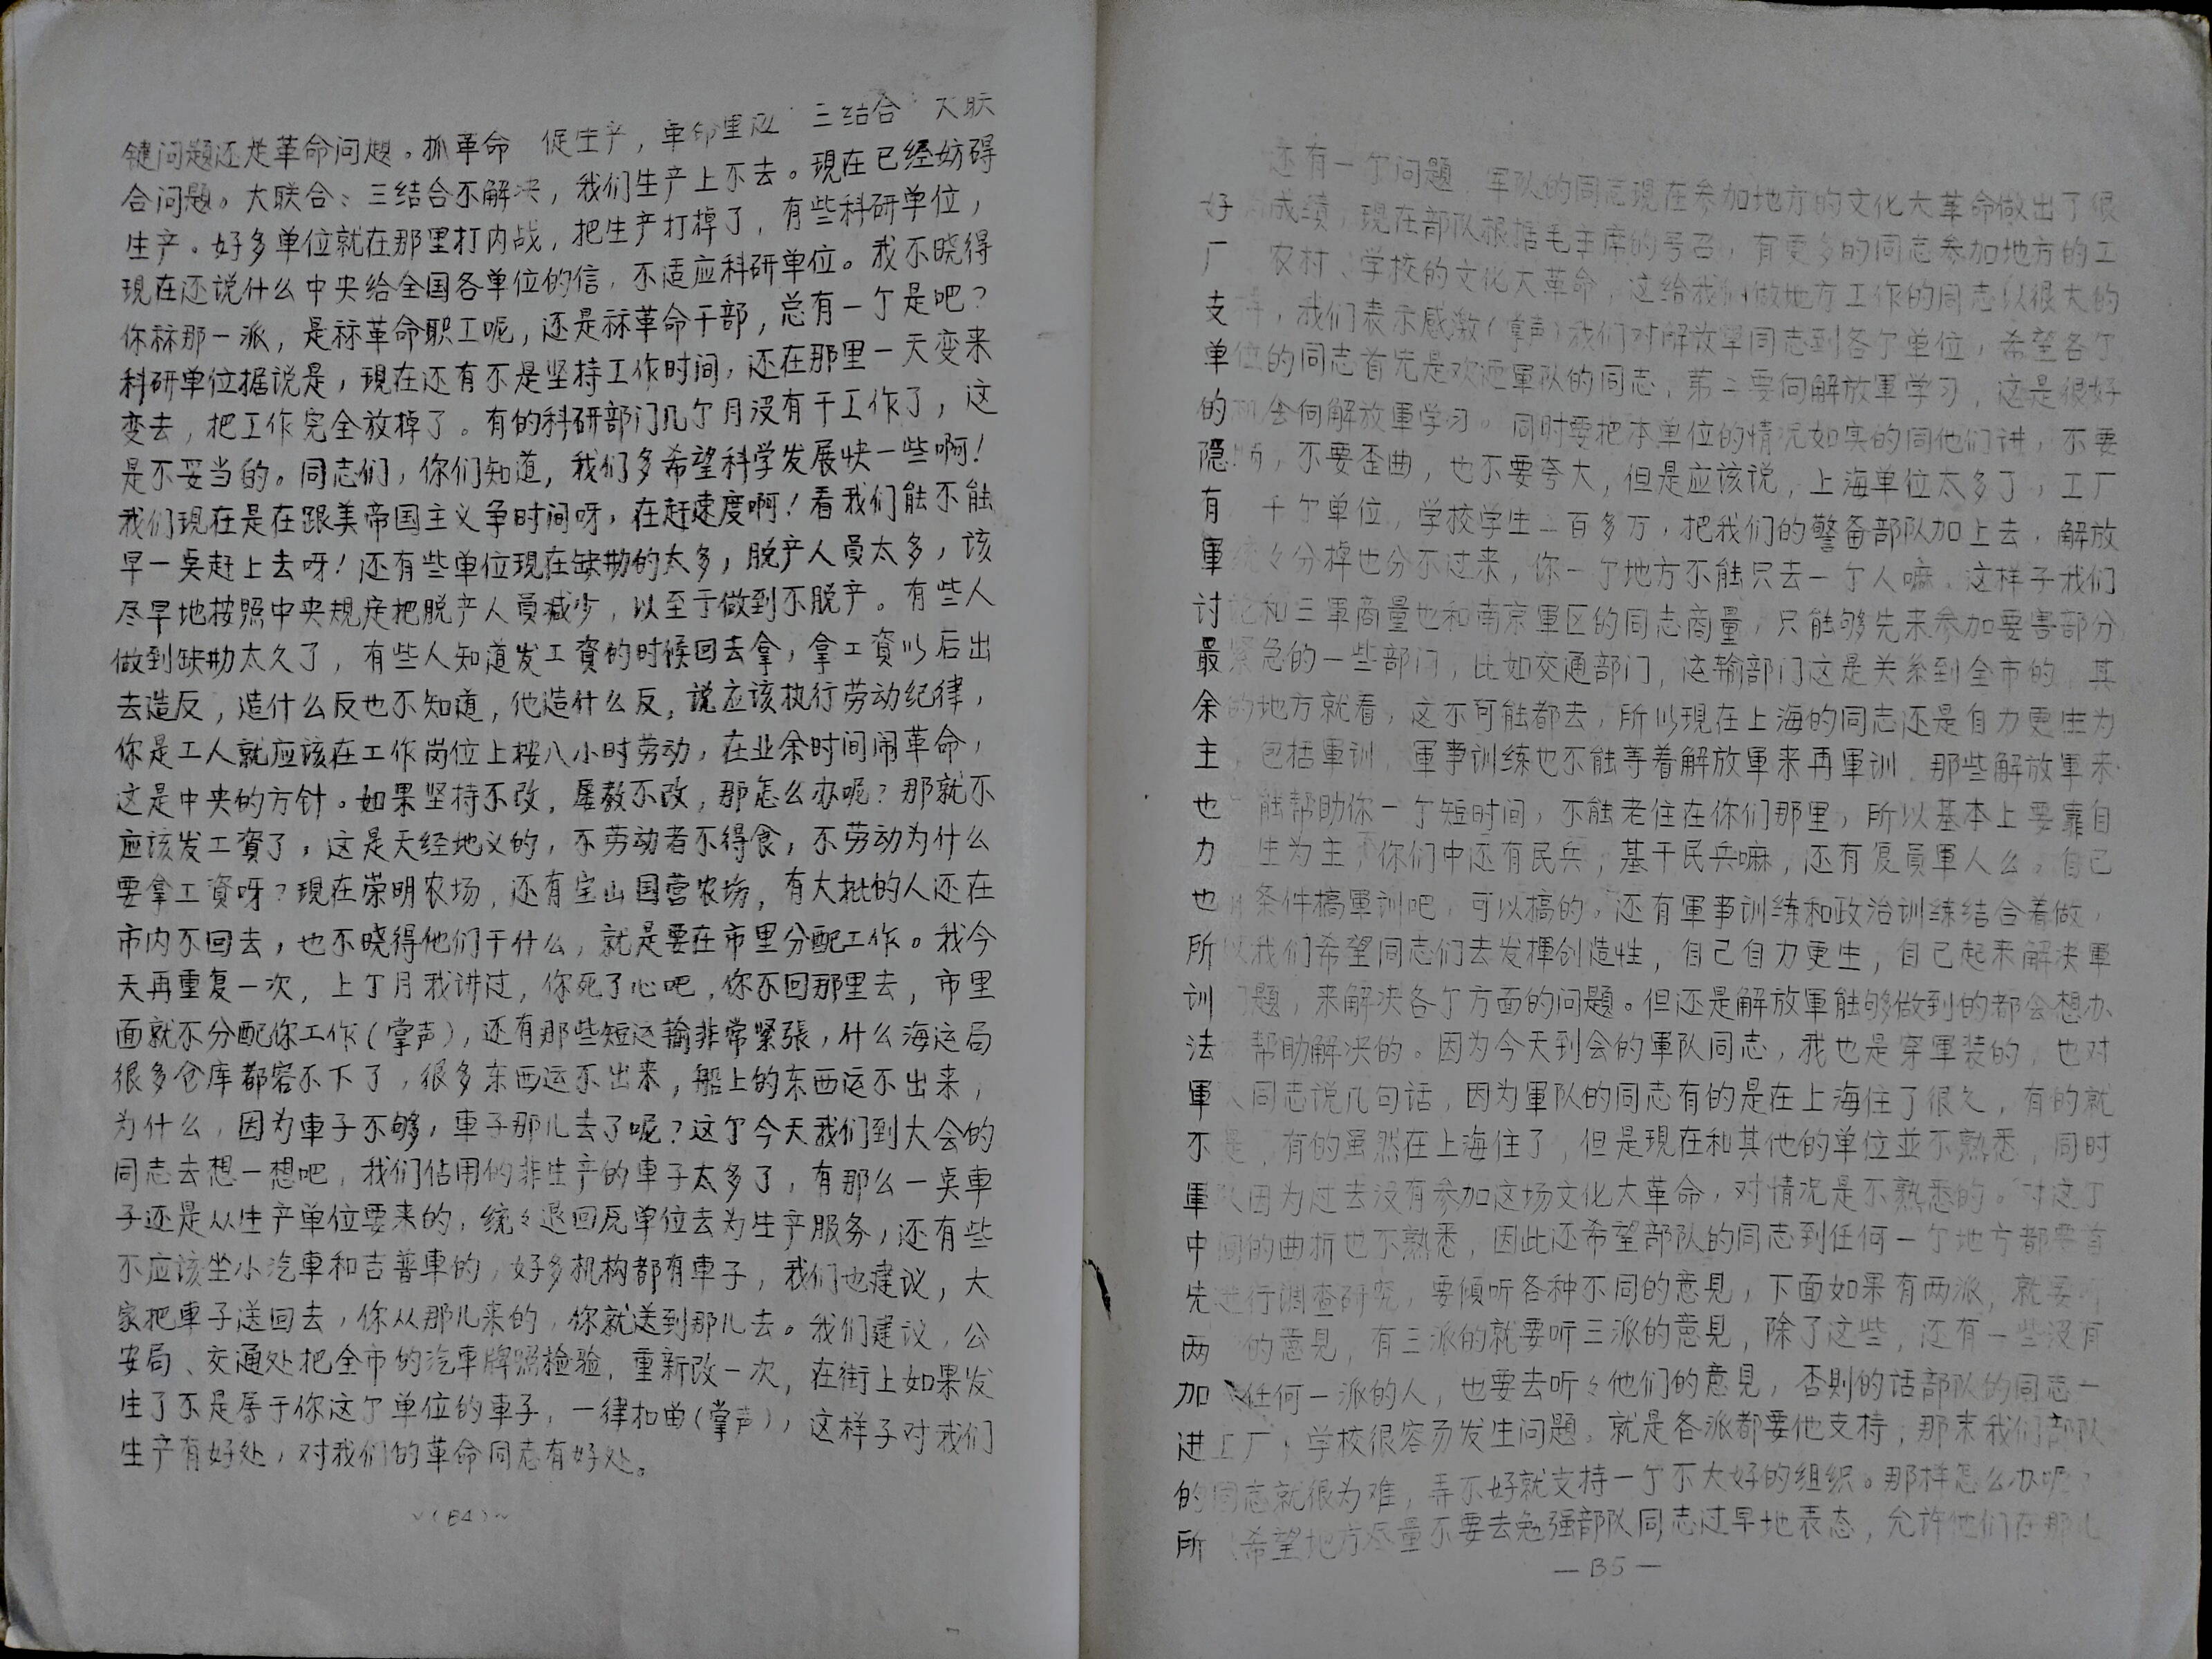 键问题还是革命问题。抓革命 促生产，革命里应 三结合 大联
合问题。大联合：三结合不解决，我们生产上不去。现在已经妨碍
生产。好多单位就在那里打内战，把生产打掉了，有些科研单位，
现在还说什么中央给全国各单位的信，不适应科研单位。我不晓得
你秝那一派，是秝革命职工呢，还是秝革命干部，总有一个是吧？
科研单位据说是，現在还有不是坚持工作时间，还在那里一天变来
变去，把工作完全放掉了。有的科研部门几个月没有干工作了，这
是不妥当的。同志们，你们知道，我们多希望科学发展快一些啊！
我们現在是在跟美帝国主义争时间呀，在赶速度啊！看我们能不能
早一点赶上去呀！还有些单位現在缺勤的太多，脱产人員太多，该
尽早地按照中央規定把脱产人員减少，以至于做到不脱产。有些人
做到缺勤太久了，有些人知道发工資的时候回去拿，拿工資以后出
去造反，造什么反也不知道，他造什么反，说应该执行劳动纪律，
你是工人就应该在工作岗位上按八小时劳动，在业余时间闹革命，
这是中央的方针。如果坚持不改，屡教不改，那怎么办呢？那就不
应该发工資了，这是天经地义的，不劳动者不得食，不劳动为什么
要拿工資呀？現在崇明农场，还有宝山国营农场，有大批的人还在
市内不回去，也不晓得他们干什么，就是要在市里分配工作。我今
天再重复一次，上个月我讲过，你死了心吧，你不回那里去，市里
面就不分配你工作（掌声），还有那些短运输非常紧張，什么海运局
很多仓库都容不下了，很多东西运不出来，船上的东西运不出来，
为什么，因为車子不够，車子那儿去了呢？这个今天我们到大会的
同志去想一想吧，我们佔用的非生产的車子太多了，有那么一点車
子还是从生产单位要来的，统々退回原单位去为生产服务，还有些
不应该坐小汽車和吉普車的，好多机构都有車子，我们也建议，大
家把車子送回去，你从那儿来的，你就送到那儿去。我们建议，公
安局、交通处把全市的汽車牌照检验，重新改一次，在街上如果发
生了不是属于你这个单位的車子，一律扣留（掌声），这样子对我们
生产有好处，对我们的革命同志有好处。
（B4）
还有一个问题，军队的同志現在参加地方的文化大革命做出了很
好 成绩，現在部队根据毛主席的号召，有更多的同志参加地方的工
厂 农村、学校的文化大革命，这给我们做地方工作的同志以很大的
支 ，我们表示感激（掌声）我们对解放軍同志到各个单位，希望各个
单位的同志首先是欢迎軍队的同志，第二要向解放軍学习，这是很好
的机会向解放軍学习。同时要把本单位的情况如实的同他们讲，不要
隐瞒，不要歪曲，也不要夸大，但是应该说，上海单位太多了，工厂
有 千个单位，学校学生二百多万，把我们的警备部队加上去，解放
軍统々分掉也分不过来，你一个地方不能只去一个人嘛。这样子我们
讨论和三軍商量也和南京軍区的同志商量，只能够先来参加要害部分
最紧急的一些部门，比如交通部门，运输部门这是关系到全市的，其
余的地方就看，这不可能都去，所以現在上海的同志还是自力更生为
主，包括軍训，軍事训练也不能等着解放軍来再軍训，那些解放軍来
也 能帮助你一个短时间，不能老住在你们那里，所以基本上要靠自
力 生为主，你们中还有民兵，基干民兵嘛，还有复員軍人么。自己
也 条件搞軍训吧，可以搞的。还有軍事训练和政治训练结合着做，
所以我们希望同志们去发揮创造性，自己自力更生，自己起来解决軍
训问题，来解决各个方面的问题。但还是解放軍能够做到的都会想办
法 帮助解决的。因为今天到会的軍队同志，我也是穿軍装的，也对
軍人同志说几句话，因为軍队的同志有的是在上海住了很久，有的就
不是，有的虽然在上海住了，但是現在和其他的单位並不熟悉，同时
軍队因为过去没有参加这场文化大革命，对情况是不熟悉的。对这个
中间的曲折也不熟悉，因此还希望部队的同志到任何一个地方都要首
先进行调查研究，要倾听各种不同的意見，下面如果有两派，就要听
两 的意見，有三派的就要听三派的意見，除了这些，还有一些没有
加 任何一派的人，也要去听々他们的意見，否則的话部队的同志一
进工厂，学校很容易发生问题。就是各派都要他支持，那末我们部队
的同志就很为难，弄不好就支持一个不大好的组织。那样怎么办呢？
所以希望地方尽量不要去勉强部队同志过早地表态，允许他们在那儿
—B5—